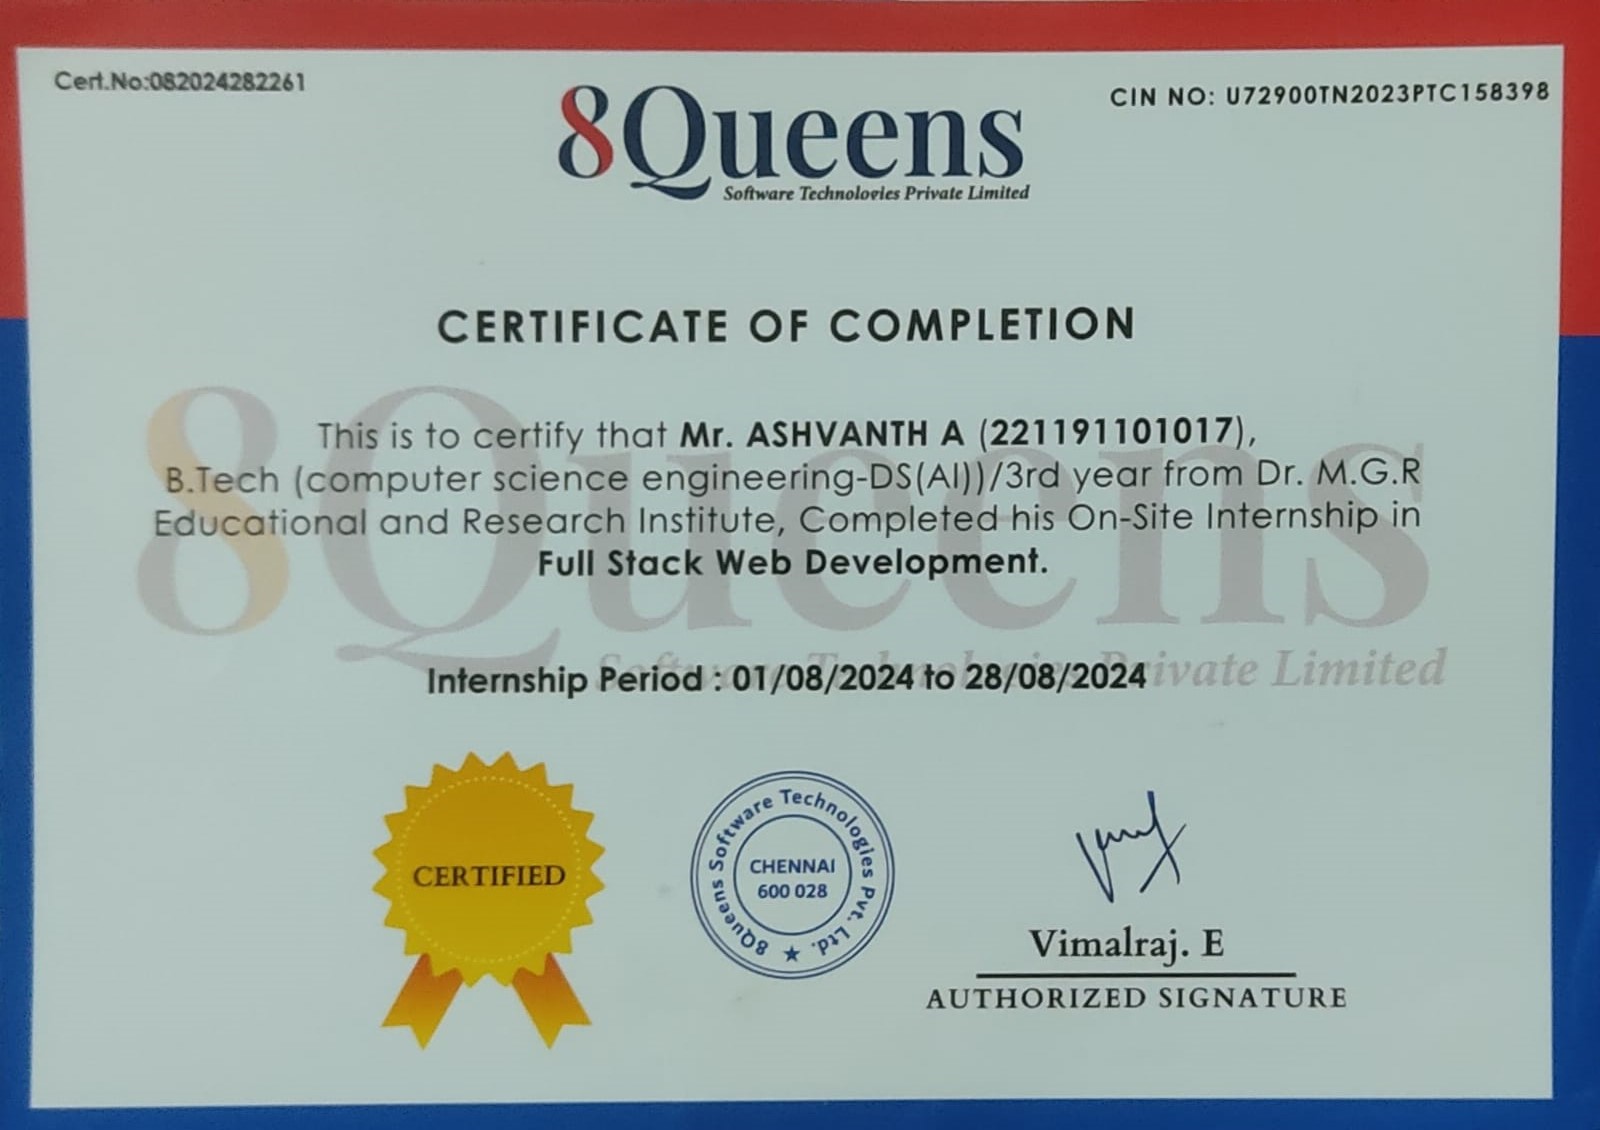 Cert.No:082024282261
CIN NO: U72900TN2023PTC158398
8Queens
Software Technologies Private Limited
CERTIFICATE OF COMPLETION
This is to certify that Mr. ASHVANTH A (221191101017),
B.Tech (computer science engineering-DS(AI))/3rd year from Dr. M.G.R
Educational and Research Institute, Completed his On-Site Internship in
Full Stack Web Development.
8Queens
Software Technologies Private Limited
Internship Period : 01/08/2024 to 28/08/2024
CERTIFIED
8Queens Software Technologies Pvt. Ltd.
CHENNAI
600 028
Vimalraj. E
AUTHORIZED SIGNATURE